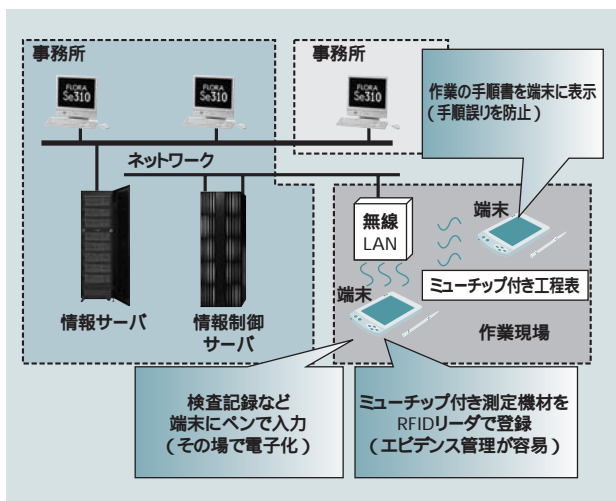 事務所
事務所
FLORA
Se310
FLORA
Se310
FLORA
Se310
作業の手順書を端末に表示
(手順誤りを防止)
ネットワーク
無線
LAN
端末
ミューチップ付き工程表
端末
作業現場
情報サーバ
情報制御
サーバ
検査記録など
端末にペンで入力
(その場で電子化)
ミューチップ付き測定機材を
RFIDリーダで登録
(エビデンス管理が容易)